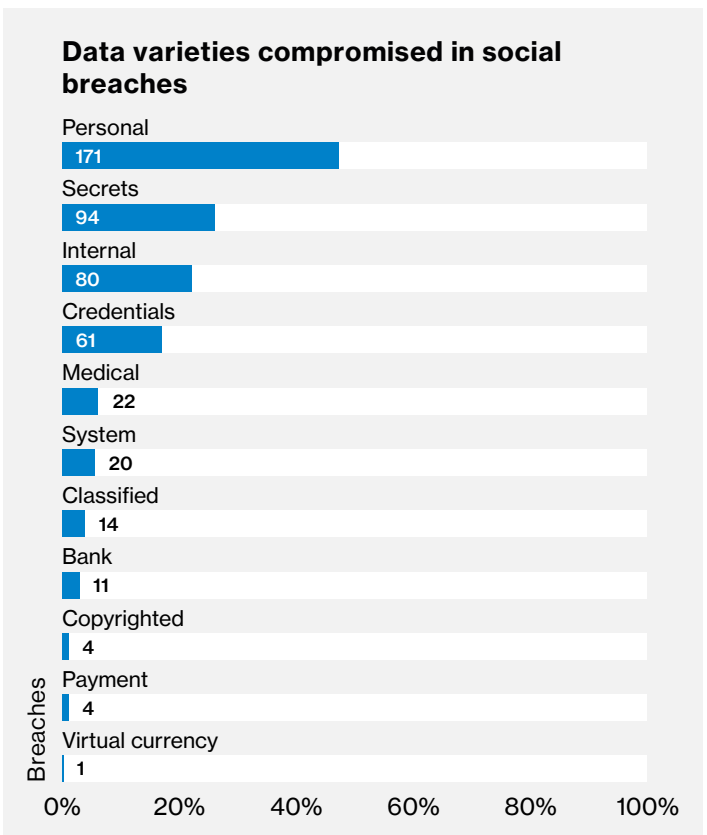 Data varieties compromised in social
breaches
Personal
171
Secrets
94
Internal
80
Credentials
61
Medical
22
System
20
Classified
14
Bank
11
Copyrighted
4
Payment
4
Virtual currency
1
Breaches
0% 20% 40% 60% 80% 100%